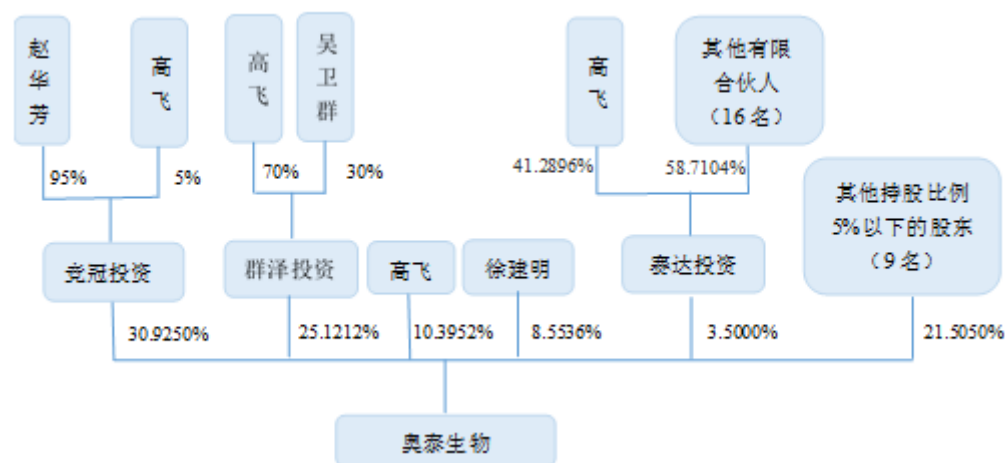 赵华芳
高飞
高飞
吴卫群
高飞
其他有限
合伙人
（16名）
95%
5%
70%
30%
41.2896%
58.7104%
其他持股比例
5%以下的股东
（9名）
竞冠投资
群泽投资
高飞
徐建明
赛达投资
30.9250%
25.1212%
10.3952%
8.5536%
3.5000%
21.5050%
奥泰生物